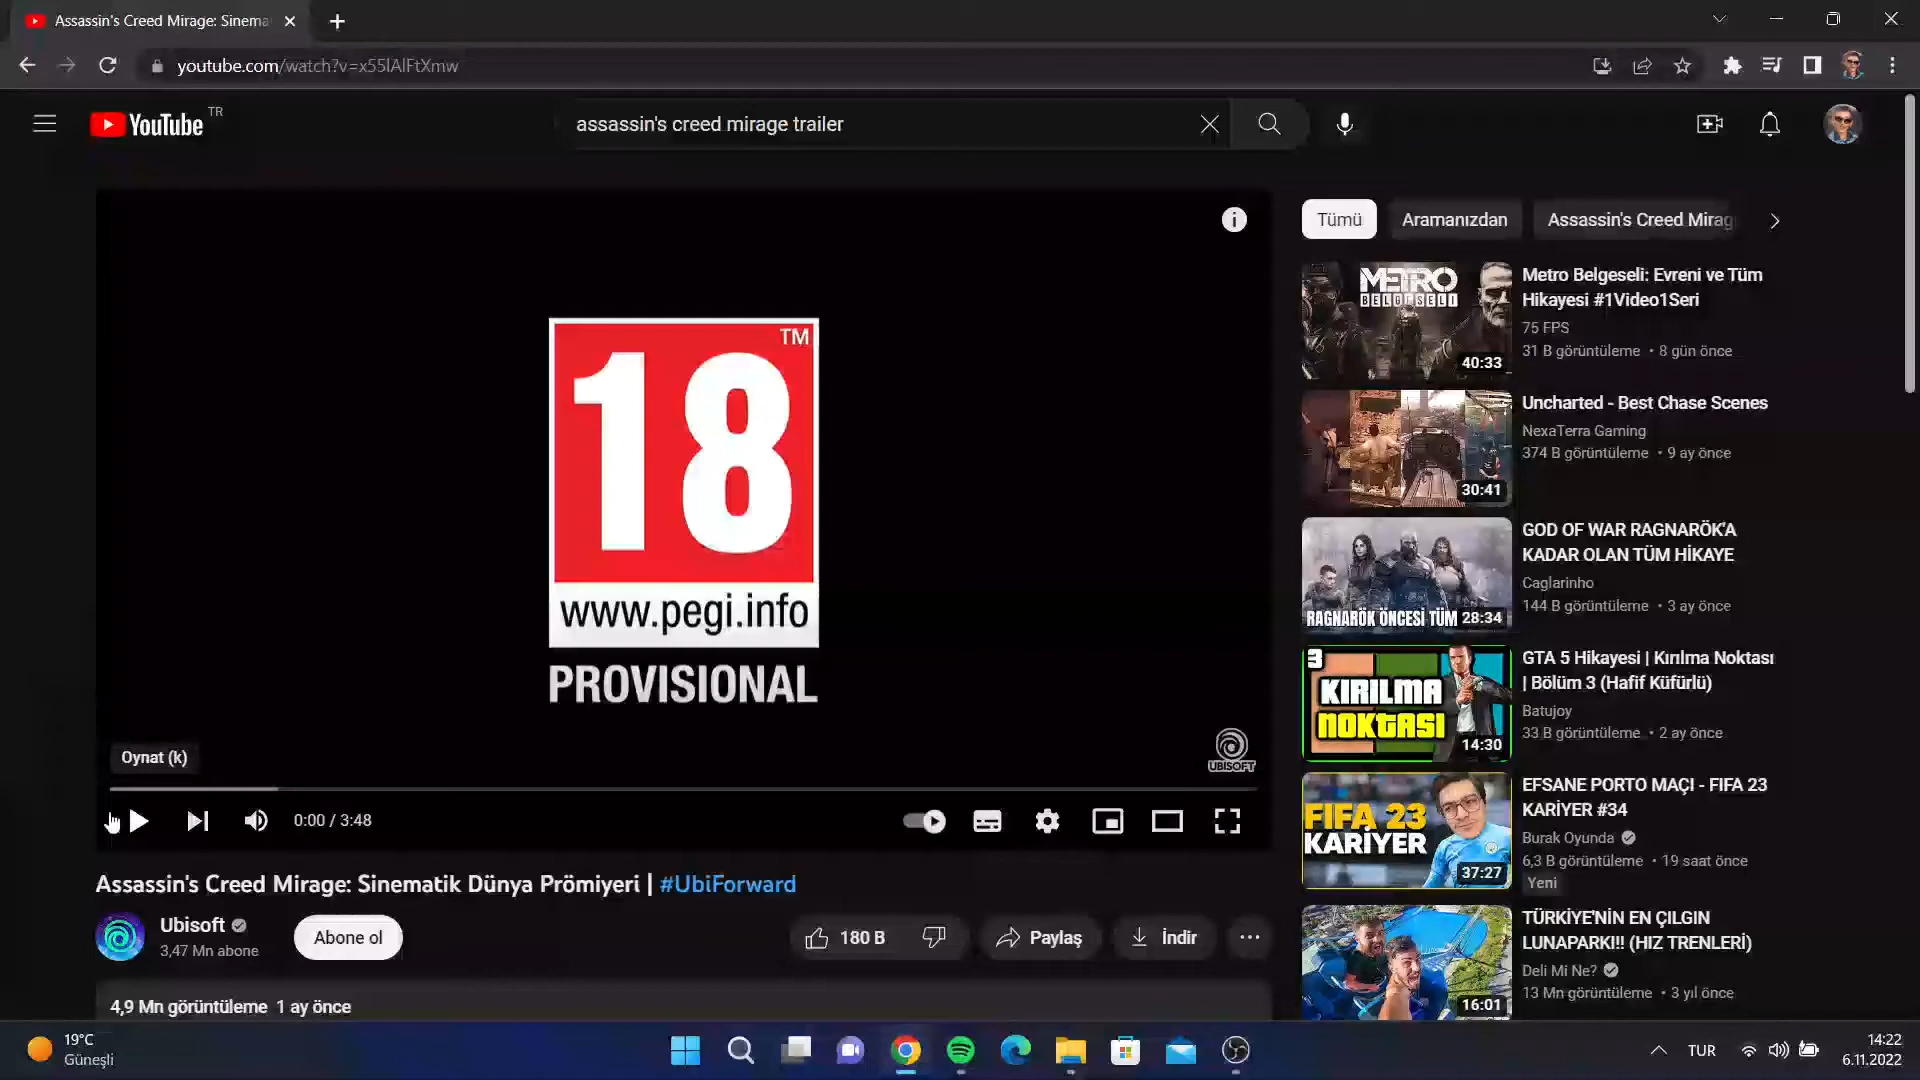 Assassin's Creed Mirage: Sinema
youtube.com/watch?v=x55lAlFtXmw
YouTube TR
assassin's creed mirage trailer
18 TM
www.pegi.info
PROVISIONAL
UBISOFT
Oynat (k)
0:00 / 3:48
Assassin's Creed Mirage: Sinematik Dünya Prömiyeri | #UbiForward
Ubisoft
3,47 Mn abone
Abone ol
180 B
Paylaş
İndir
4,9 Mn görüntüleme 1 ay önce
Tümü
Aramanızdan
Assassin's Creed Mirag
METRO
BELGESELİ
40:33
Metro Belgeseli: Evreni ve Tüm
Hikayesi #1Video1Seri
75 FPS
31 B görüntüleme • 8 gün önce
30:41
Uncharted - Best Chase Scenes
NexaTerra Gaming
374 B görüntüleme • 9 ay önce
RAGNARÖK ÖNCESİ TÜM
28:34
GOD OF WAR RAGNARÖK'A
KADAR OLAN TÜM HİKAYE
Caglarinho
144 B görüntüleme • 3 ay önce
3
KIRILMA
NOKTASI
14:30
GTA 5 Hikayesi | Kırılma Noktası
| Bölüm 3 (Hafif Küfürlü)
Batujoy
33 B görüntüleme • 2 ay önce
FIFA 23
KARİYER
37:27
EFSANE PORTO MAÇI - FIFA 23
KARİYER #34
Burak Oyunda
6,3 B görüntüleme • 19 saat önce
Yeni
16:01
TÜRKİYE'NİN EN ÇILGIN
LUNAPARKI!! (HIZ TRENLERİ)
Deli Mi Ne?
13 Mn görüntüleme • 3 yıl önce
19°C
Güneşli
TUR
14:22
6.11.2022